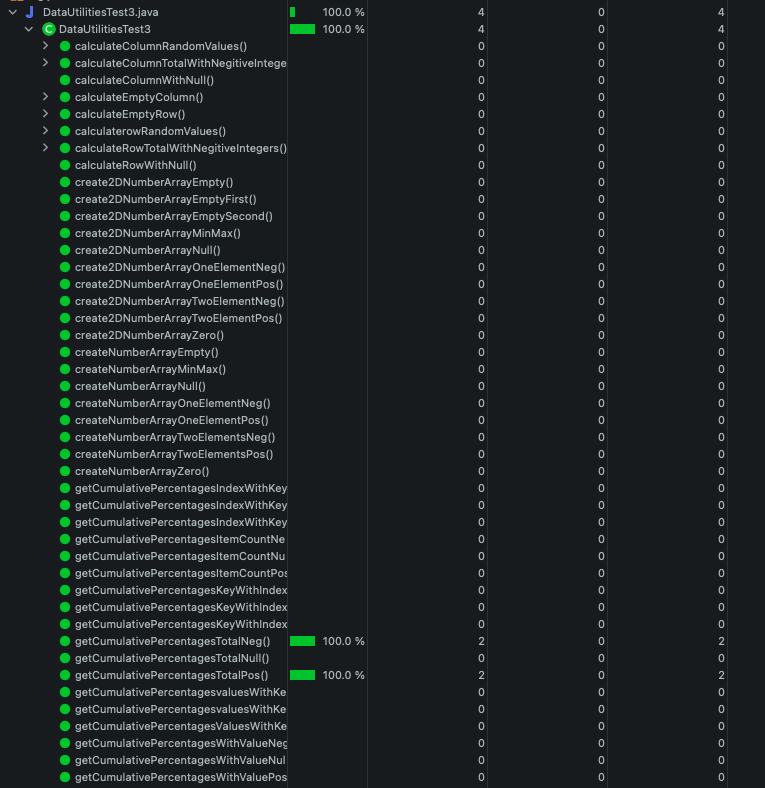 DataUtilitiesTest3.java 100.0 % 4 0 4
DataUtilitiesTest3 100.0 % 4 0 4
calculateColumnRandomValues() 0 0 0
calculateColumnTotalWithNegitiveIntege 0 0 0
calculateColumnWithNull() 0 0 0
calculateEmptyColumn() 0 0 0
calculateEmptyRow() 0 0 0
calculaterowRandomValues() 0 0 0
calculateRowTotalWithNegitiveIntegers() 0 0 0
calculateRowWithNull() 0 0 0
create2DNumberArrayEmpty() 0 0 0
create2DNumberArrayEmptyFirst() 0 0 0
create2DNumberArrayEmptySecond() 0 0 0
create2DNumberArrayMinMax() 0 0 0
create2DNumberArrayNull() 0 0 0
create2DNumberArrayOneElementNeg() 0 0 0
create2DNumberArrayOneElementPos() 0 0 0
create2DNumberArrayTwoElementNeg() 0 0 0
create2DNumberArrayTwoElementPos() 0 0 0
create2DNumberArrayZero() 0 0 0
createNumberArrayEmpty() 0 0 0
createNumberArrayMinMax() 0 0 0
createNumberArrayNull() 0 0 0
createNumberArrayOneElementNeg() 0 0 0
createNumberArrayOneElementPos() 0 0 0
createNumberArrayTwoElementsNeg() 0 0 0
createNumberArrayTwoElementsPos() 0 0 0
createNumberArrayZero() 0 0 0
getCumulativePercentagesIndexWithKey 0 0 0
getCumulativePercentagesIndexWithKey 0 0 0
getCumulativePercentagesIndexWithKey 0 0 0
getCumulativePercentagesItemCountNe 0 0 0
getCumulativePercentagesItemCountNu 0 0 0
getCumulativePercentagesItemCountPos 0 0 0
getCumulativePercentagesKeyWithIndex 0 0 0
getCumulativePercentagesKeyWithIndex 0 0 0
getCumulativePercentagesKeyWithIndex 0 0 0
getCumulativePercentagesTotalNeg() 100.0 % 2 0 2
getCumulativePercentagesTotalNull() 0 0 0
getCumulativePercentagesTotalPos() 100.0 % 2 0 2
getCumulativePercentagesvaluesWithKe 0 0 0
getCumulativePercentagesvaluesWithKe 0 0 0
getCumulativePercentagesValuesWithKe 0 0 0
getCumulativePercentagesWithValueNeg 0 0 0
getCumulativePercentagesWithValueNul 0 0 0
getCumulativePercentagesWithValuePos 0 0 0